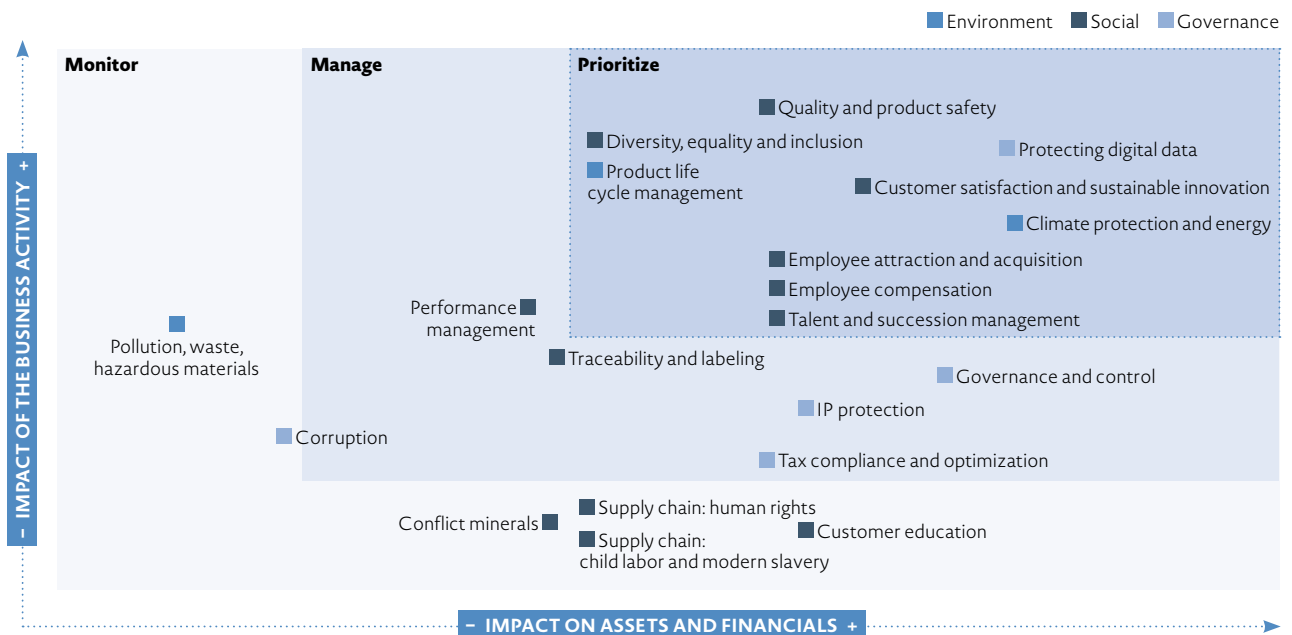 Environment
Social
Governance
Monitor
Manage
Prioritize
Quality and product safety
Diversity, equality and inclusion
Protecting digital data
Product life
cycle management
Customer satisfaction and sustainable innovation
Climate protection and energy
Employee attraction and acquisition
Employee compensation
Talent and succession management
Performance
management
Pollution, waste,
hazardous materials
Traceability and labeling
Governance and control
IP protection
Corruption
Tax compliance and optimization
Supply chain: human rights
Conflict minerals
Customer education
Supply chain:
child labor and modern slavery
– IMPACT OF THE BUSINESS ACTIVITY +
– IMPACT ON ASSETS AND FINANCIALS +